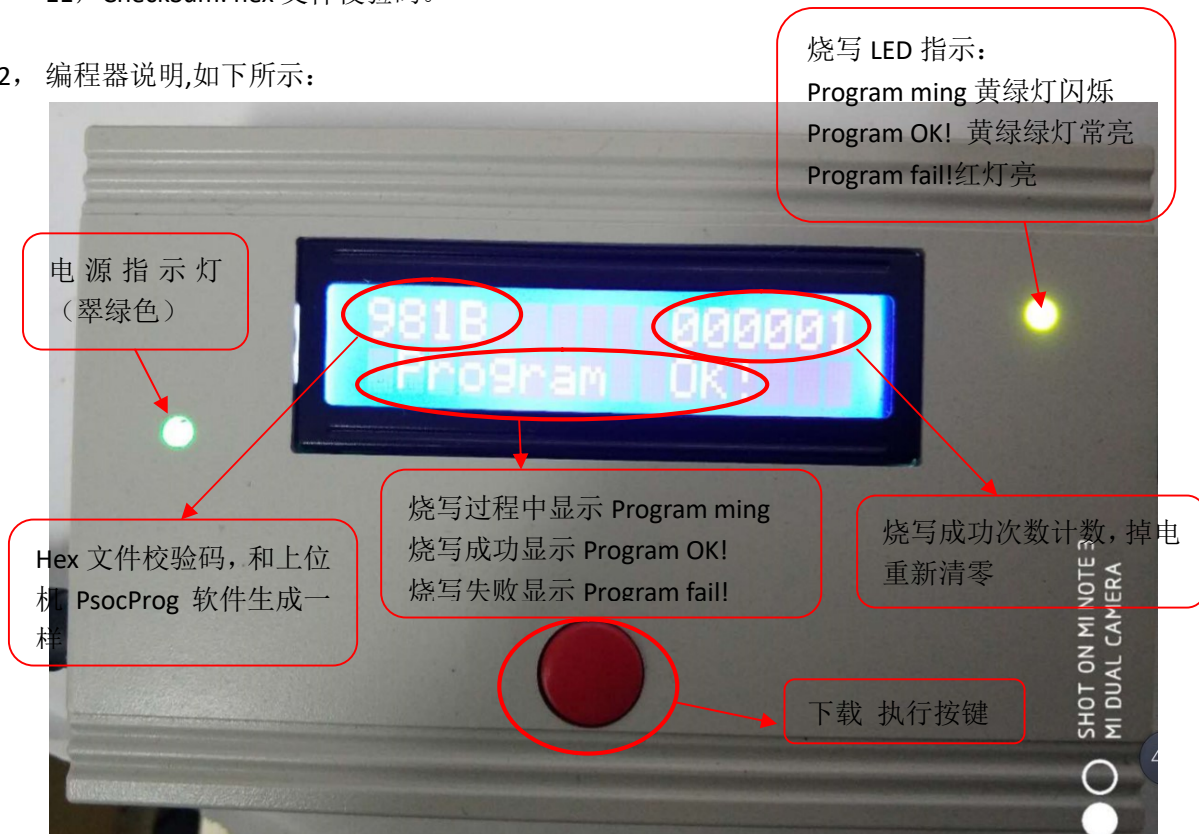 2， 编程器说明,如下所示：
烧写 LED 指示：
Program ming 黄绿灯闪烁
Program OK! 黄绿绿灯常亮
Program fail!红灯亮
电 源 指 示 灯
（翠绿色）
981B 000001
Program OK
Hex 文件校验码，和上位
机 PsocProg 软件生成一
样
烧写过程中显示 Program ming
烧写成功显示 Program OK!
烧写失败显示 Program fail!
烧写成功次数计数，掉电
重新清零
下载 执行按键
SHOT ON MI NOTE 3
MI DUAL CAMERA